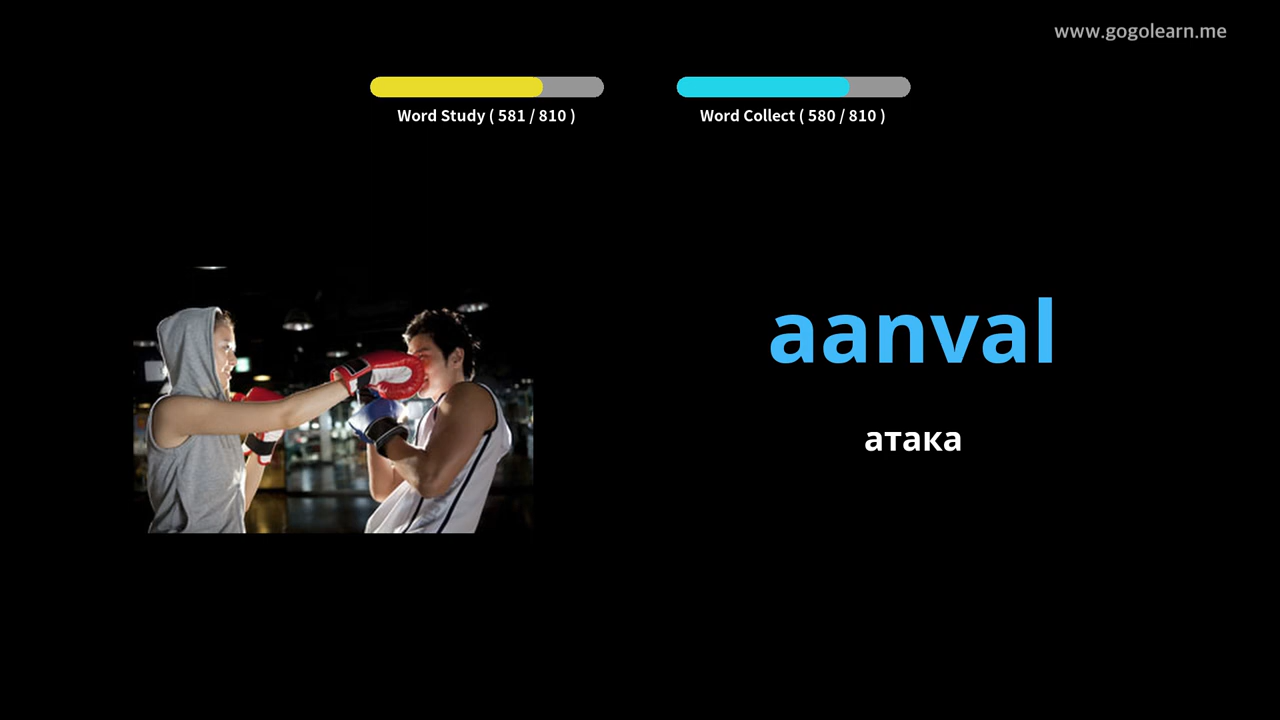 www.gogolearn.me
Word Study ( 581 / 810 )
Word Collect ( 580 / 810 )
aanval
атака